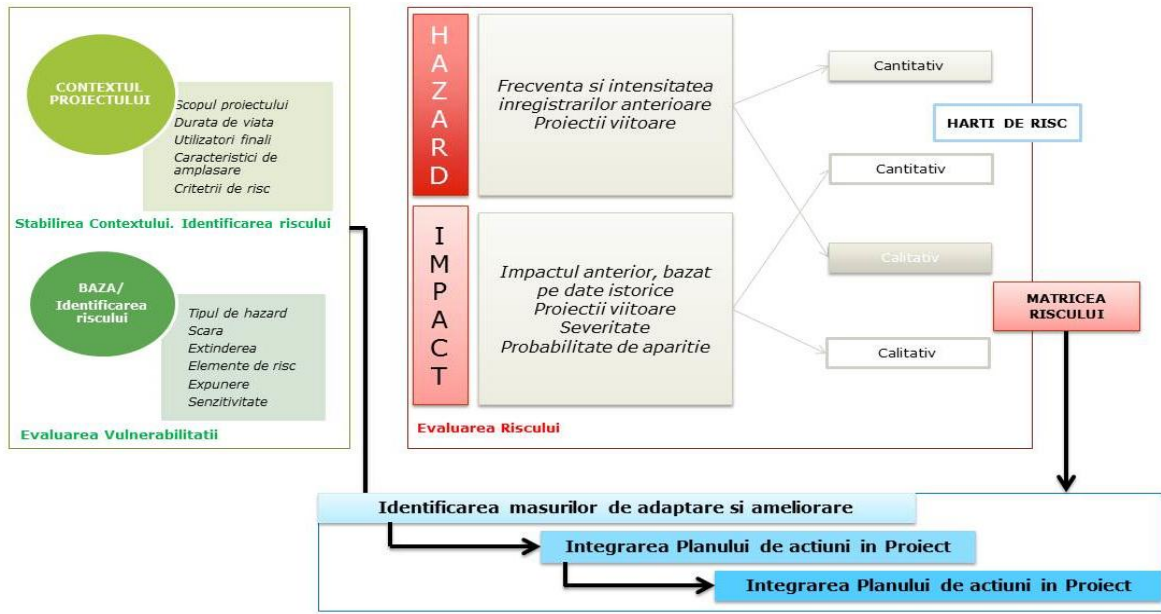 CONTEXTUL
PROIECTULUI
Scopul proiectului
Durata de viata
Utilizatori finali
Caracteristici de
amplasare
Critetrii de risc
Stabilirea Contextului. Identificarea riscului
BAZA/
Identificarea
riscului
Tipul de hazard
Scara
Extinderea
Elemente de risc
Expunere
Senzitivitate
Evaluarea Vulnerabilitatii
HAZARD
Frecventa si intensitatea
inregistrarilor anterioare
Proiectii viitoare
IMPACT
Impactul anterior, bazat
pe date istorice
Proiectii viitoare
Severitate
Probabilitate de aparitie
Cantitativ
Cantitativ
Calitativ
Calitativ
HARTI DE RISC
MATRICEA
RISCULUI
Evaluarea Riscului
Identificarea masurilor de adaptare si ameliorare
Integrarea Planului de actiuni in Proiect
Integrarea Planului de actiuni in Proiect